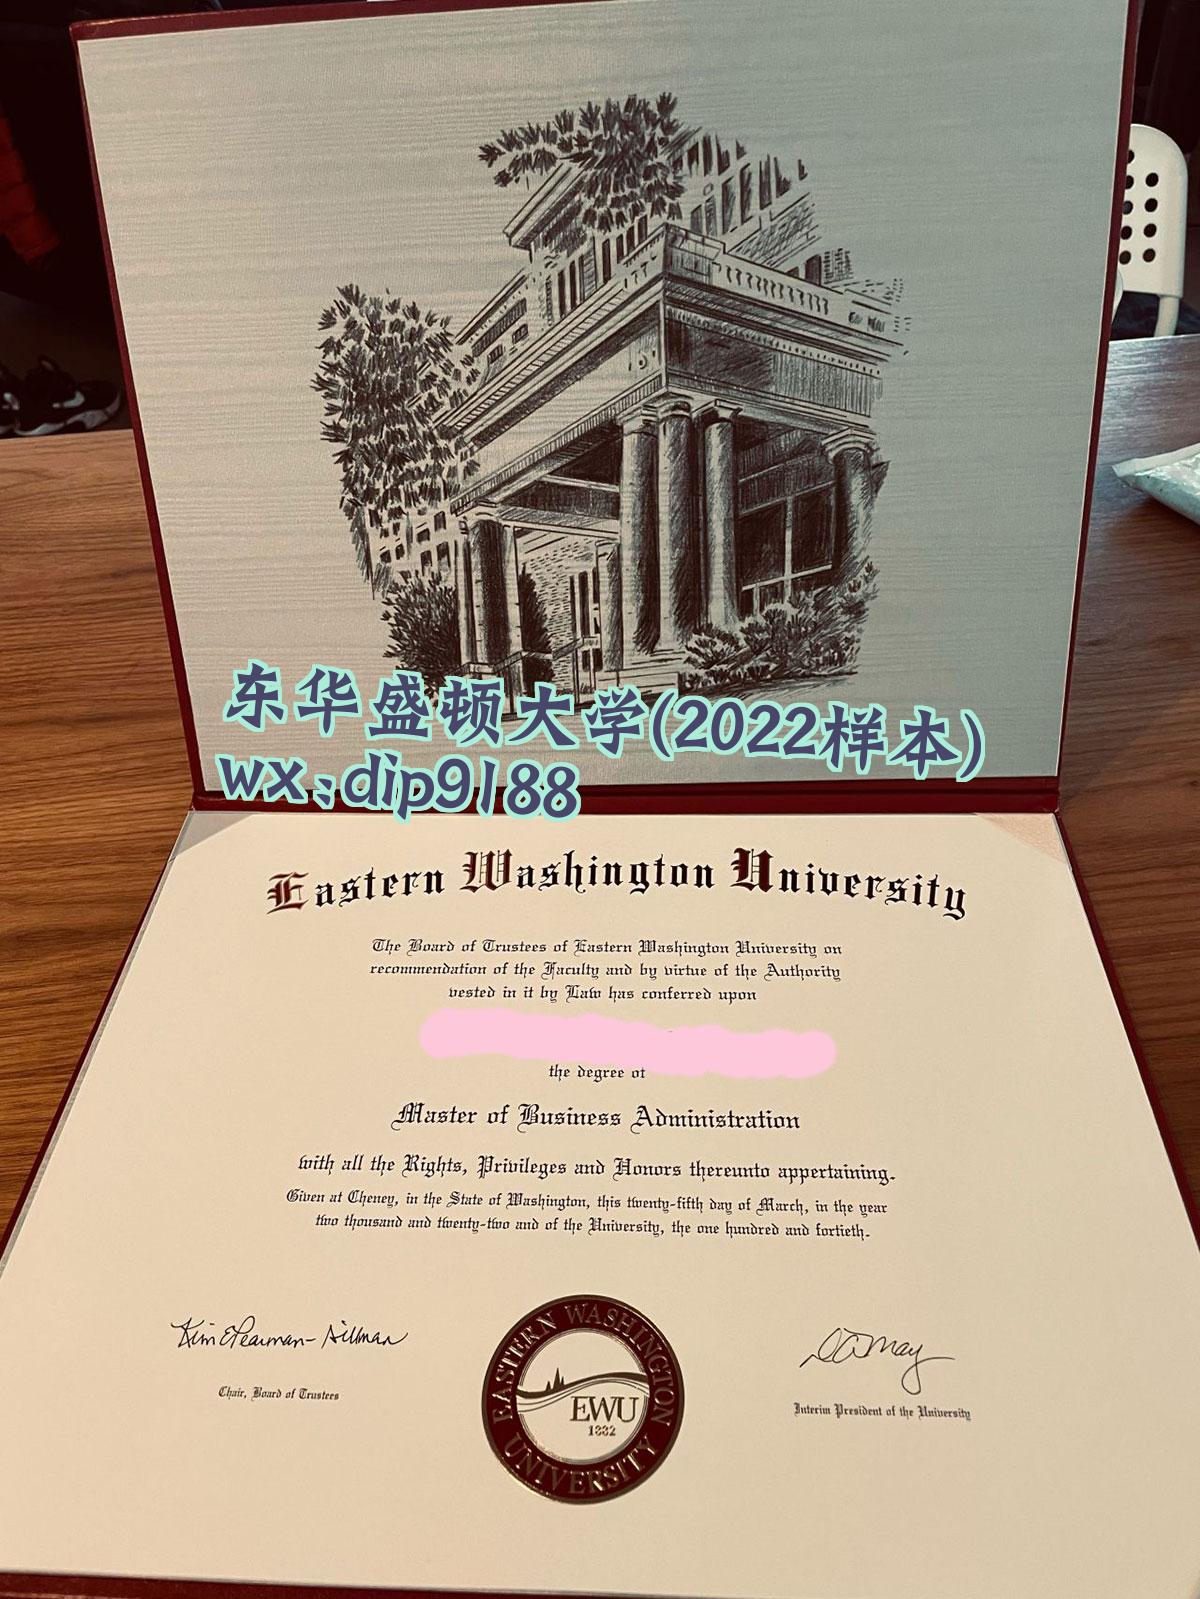 东华盛顿大学(2022样本)
wx:dip9188
Eastern Washington University
The Board of Trustees of Eastern Washington University on
recommendation of the Faculty and by virtue of the Authority
vested in it by Law has conferred upon
the degree of
Master of Business Administration
with all the Rights, Privileges and Honors thereunto appertaining.
Given at Cheney, in the State of Washington, this twenty-fifth day of March, in the year
two thousand and twenty-two and of the University, the one hundred and fortieth.
Kim Pearman-Gillman
Chair, Board of Trustees
EASTERN WASHINGTON
EWU
1882
UNIVERSITY
D A May
Interim President of the University